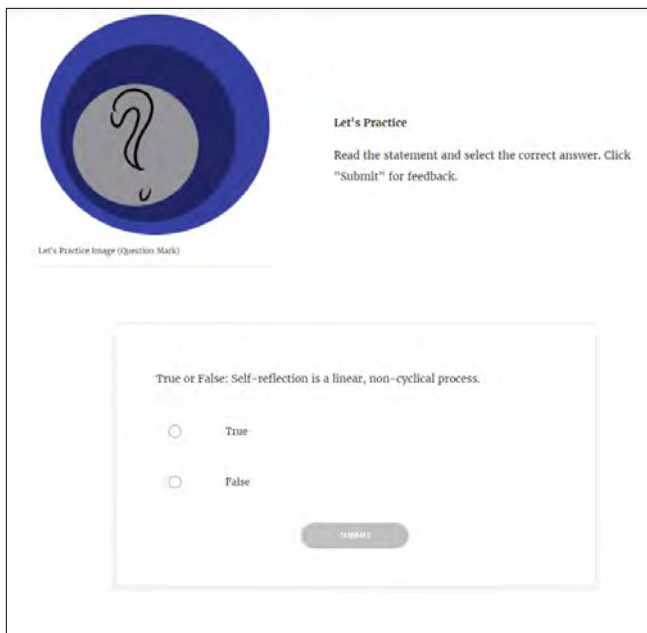 Let's Practice
Read the statement and select the correct answer. Click
"Submit" for feedback.
Let's Practice Image (Question Mark)
True or False: Self-reflection is a linear, non-cyclical process.
True
False
SUBMIT